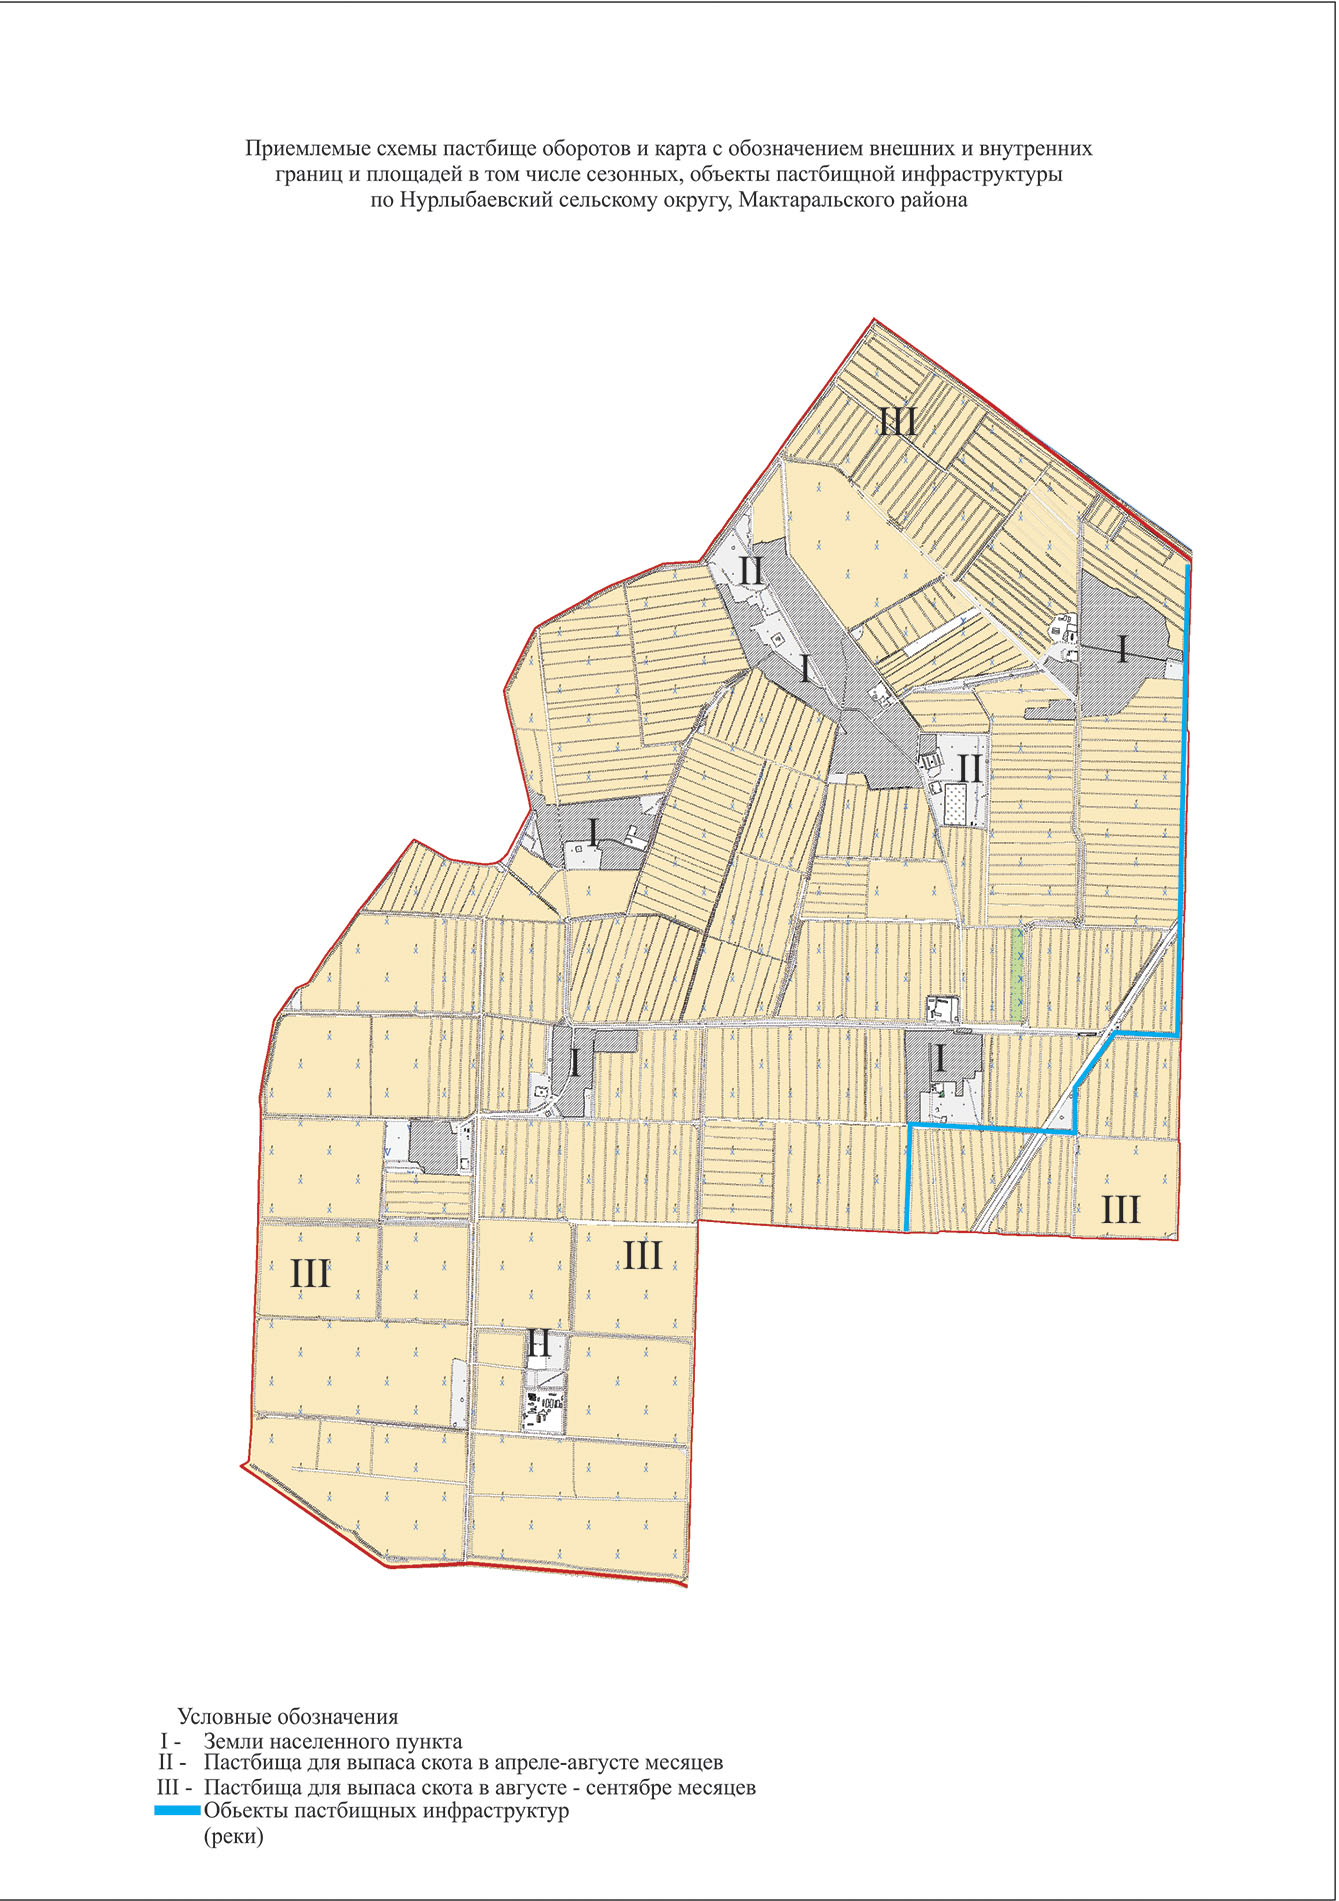 Приемлемые схемы пастбище оборотов и карта с обозначением внешних и внутренних
границ и площадей в том числе сезонных, объекты пастбищной инфраструктуры
по Нурлыбаевский сельскому округу, Мактаральского района
III
II
I
I
II
I
I
I
III
III
III
II
Условные обозначения
I - Земли населенного пункта
II - Пастбища для выпаса скота в апреле-августе месяцев
III - Пастбища для выпаса скота в августе - сентябре месяцев
Обьекты пастбищных инфраструктур
(реки)